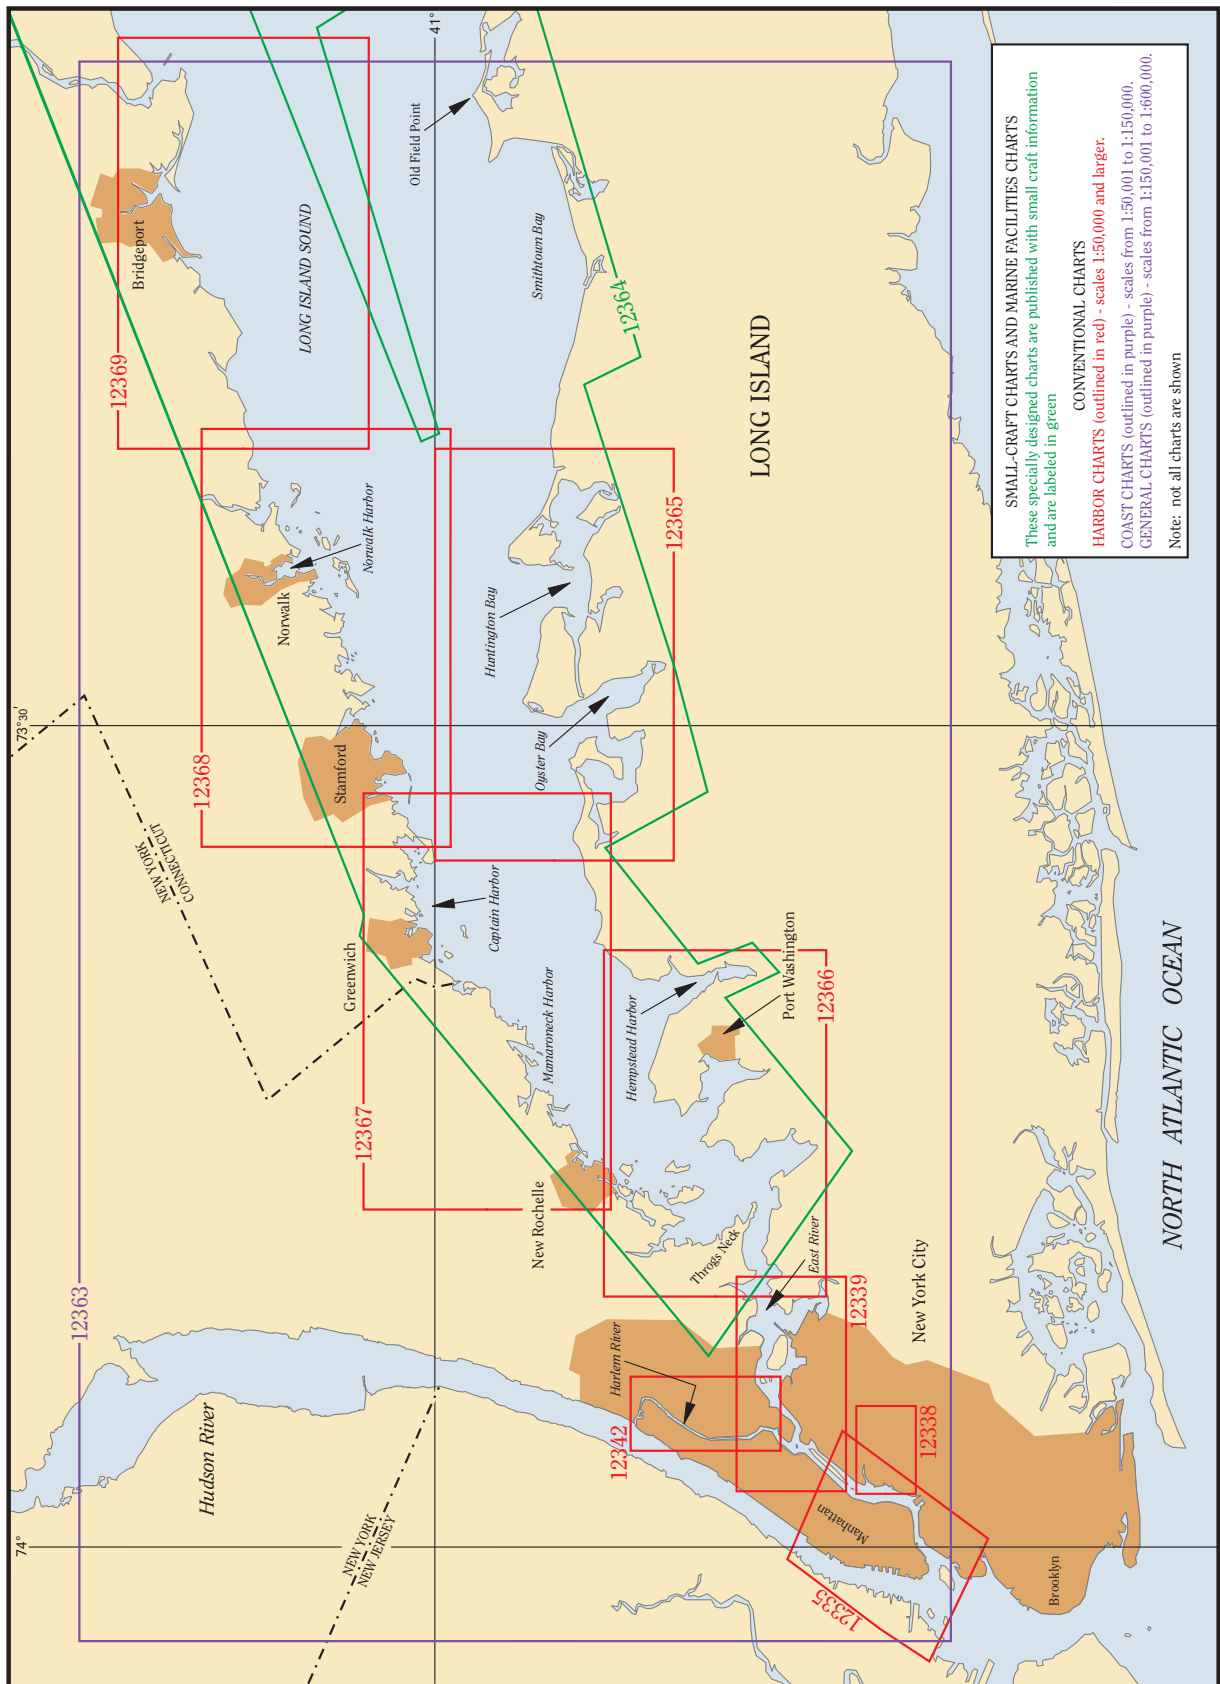 41°
73°30'
74°
Bridgeport
12369
LONG ISLAND SOUND
Old Field Point
Smithtown Bay
12364
LONG ISLAND
12365
Norwalk Harbor
Norwalk
Huntington Bay
Oyster Bay
Stamford
12368
NEW YORK
CONNECTICUT
Captain Harbor
Greenwich
Mamaroneck Harbor
12367
Hempstead Harbor
Port Washington
12366
New Rochelle
Throgs Neck
East River
12339
New York City
12363
Harlem River
12342
12338
Hudson River
Manhattan
NEW YORK
NEW JERSEY
12335
Brooklyn
NORTH ATLANTIC OCEAN
SMALL-CRAFT CHARTS AND MARINE FACILITIES CHARTS
These specially designed charts are published with small craft information
and are labeled in green
CONVENTIONAL CHARTS
HARBOR CHARTS (outlined in red) - scales 1:50,000 and larger.
COAST CHARTS (outlined in purple) - scales from 1:50,001 to 1:150,000.
GENERAL CHARTS (outlined in purple) - scales from 1:150,001 to 1:600,000.
Note: not all charts are shown